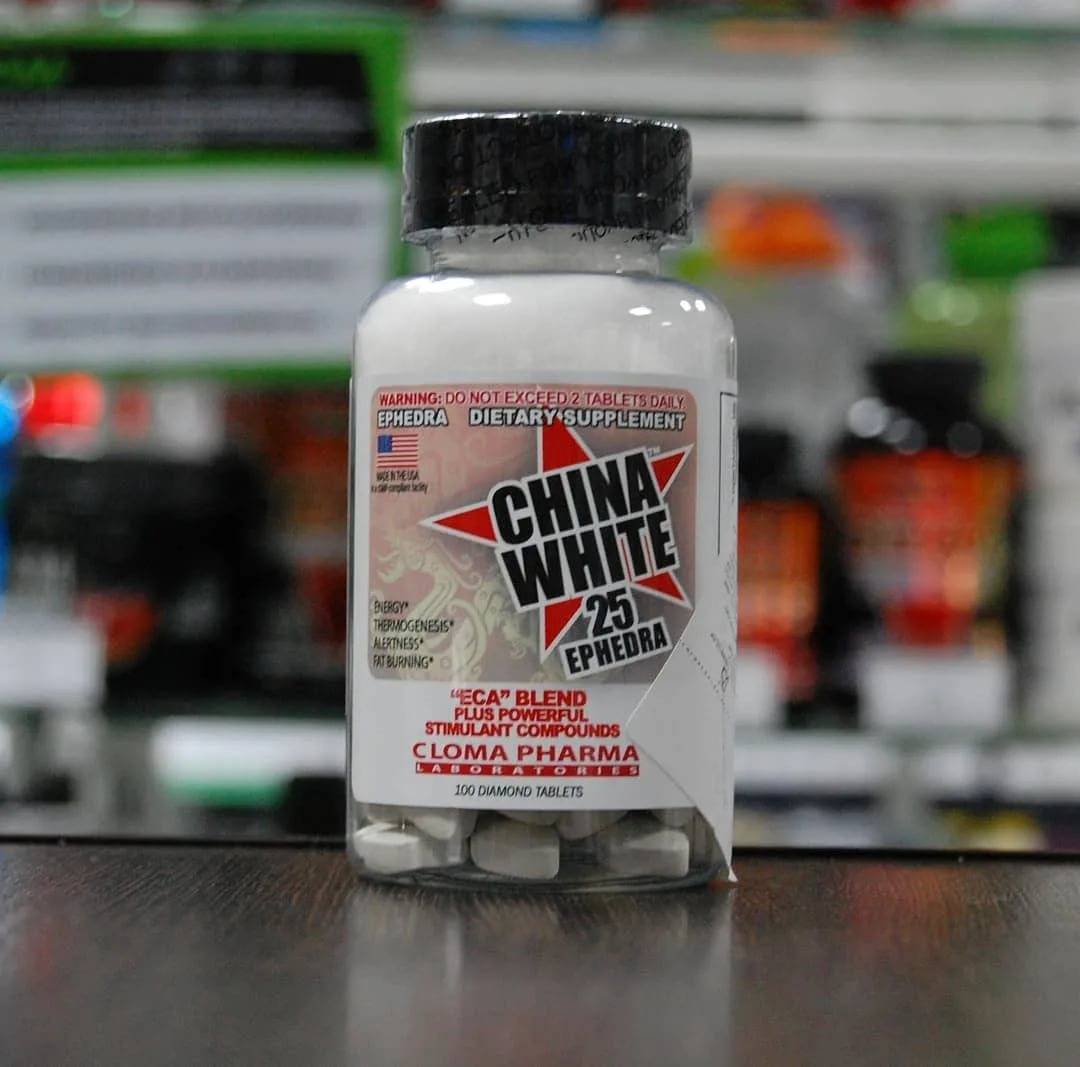 WARNING: DO NOT EXCEED 2 TABLETS DAILY.
EPHEDRA DIETARY SUPPLEMENT
MADE IN THE USA
CHINA
WHITE
25
EPHEDRA
ENERGY*
THERMOGENESIS*
ALERTNESS*
FAT BURNING*
"ECA" BLEND
PLUS POWERFUL
STIMULANT COMPOUNDS
CLOMA PHARMA
LABORATORIES
100 DIAMOND TABLETS